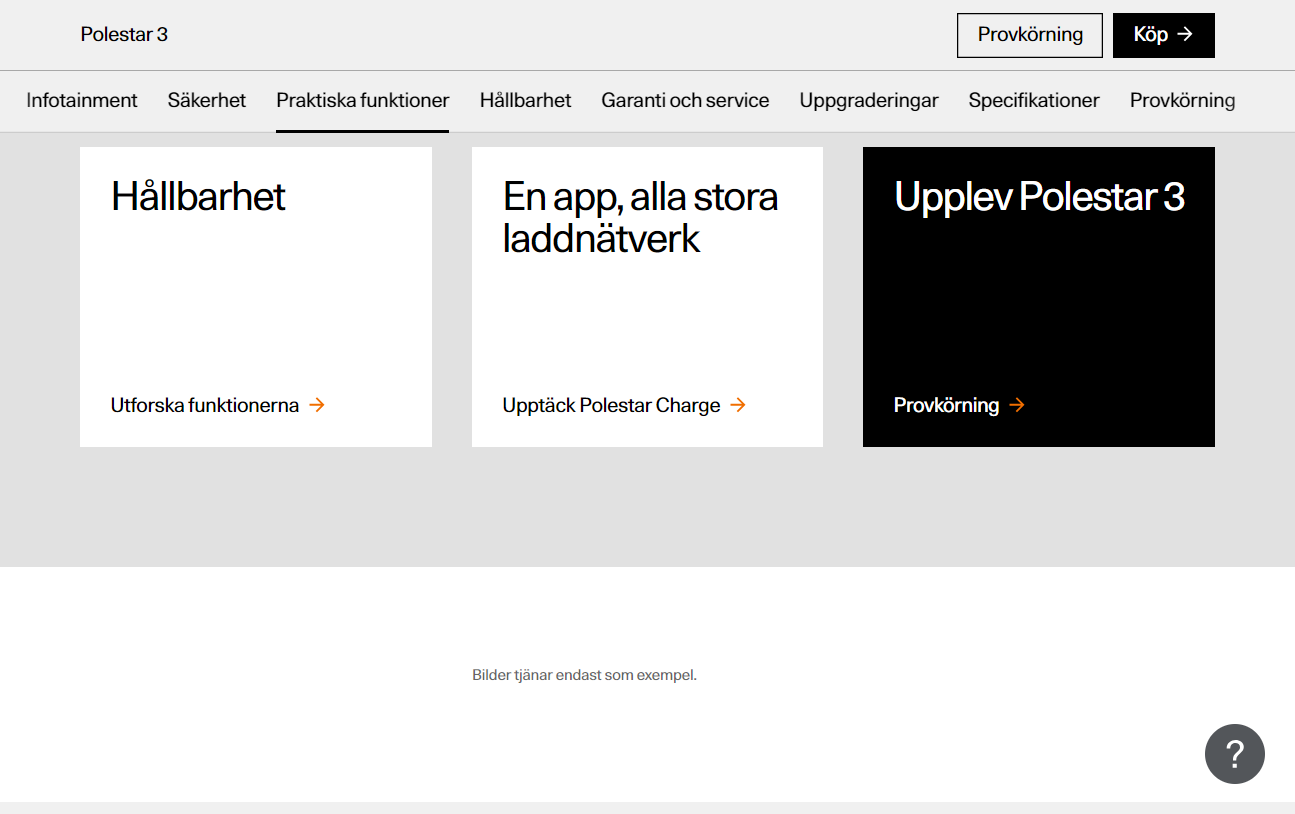 Polestar 3
Provkörning
Köp →
Infotainment
Säkerhet
Praktiska funktioner
Hållbarhet
Garanti och service
Uppgraderingar
Specifikationer
Provkörning
Hållbarhet
Utforska funktionerna →
En app, alla stora
laddnätverk
Upptäck Polestar Charge →
Upplev Polestar 3
Provkörning →
Bilder tjänar endast som exempel.
?